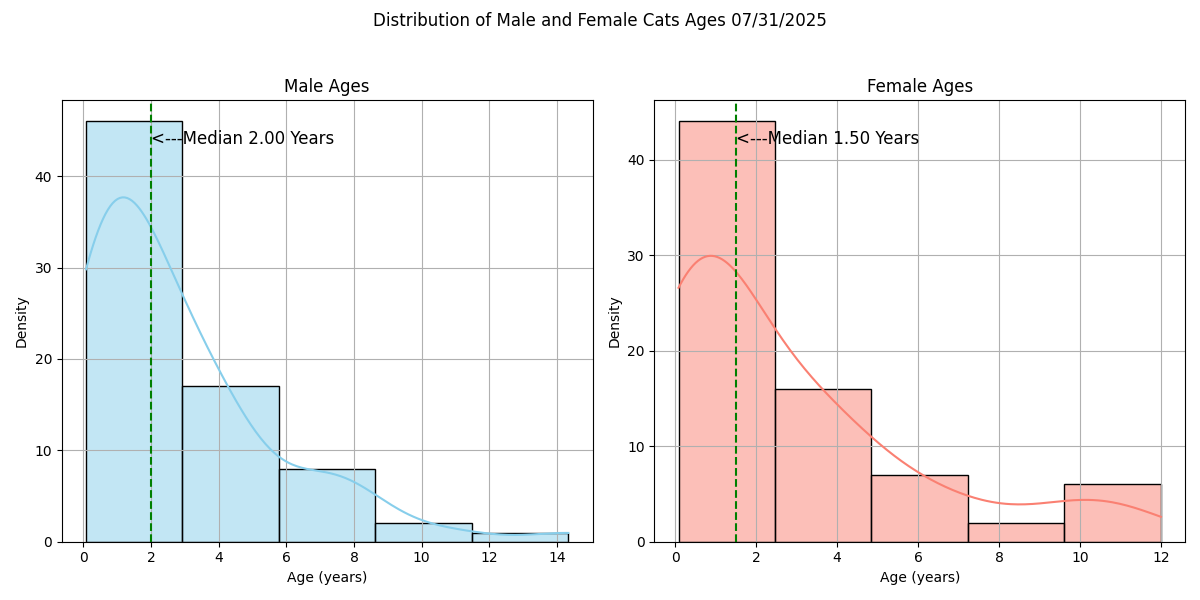 Distribution of Male and Female Cats Ages 07/31/2025
Male Ages
<---Median 2.00 Years
Density
40
30
20
10
0
0 2 4 6 8 10 12 14
Age (years)
Female Ages
<---Median 1.50 Years
Density
40
30
20
10
0
0 2 4 6 8 10 12
Age (years)